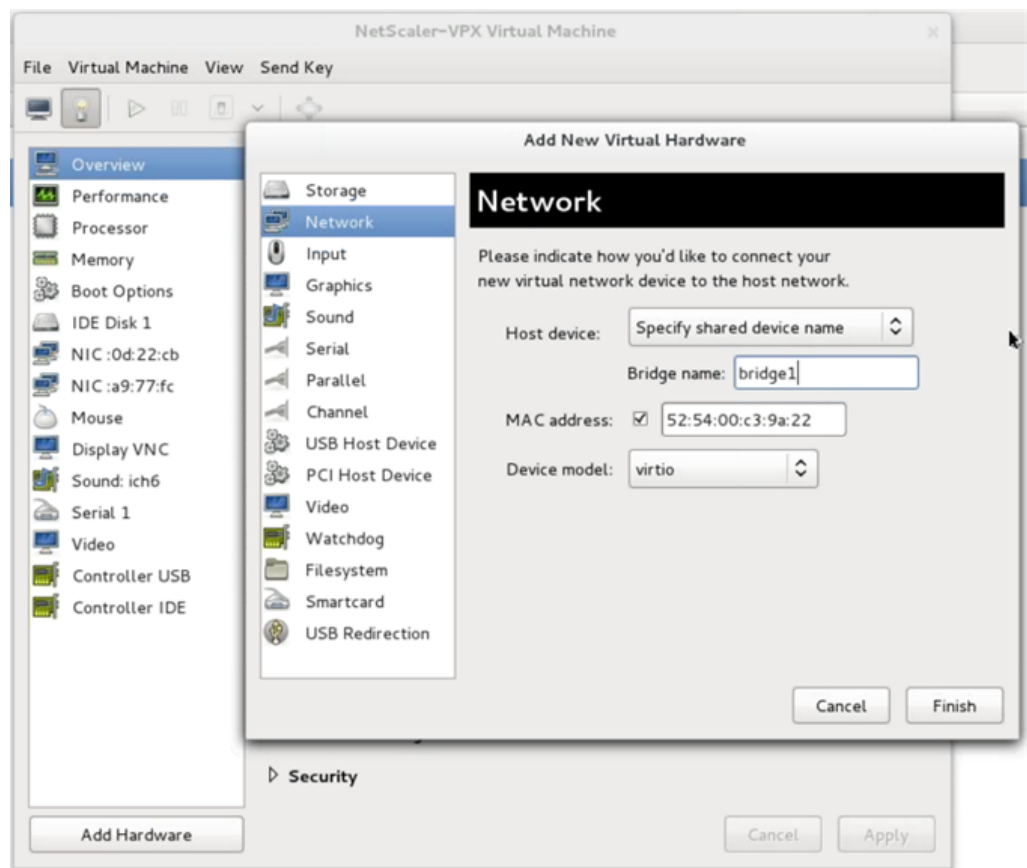 NetScaler-VPX Virtual Machine
File Virtual Machine View Send Key
Overview
Performance
Processor
Memory
Boot Options
IDE Disk 1
NIC :0d:22:cb
NIC :a9:77:fc
Mouse
Display VNC
Sound: ich6
Serial 1
Video
Controller USB
Controller IDE
Add Hardware
Add New Virtual Hardware
Storage
Network
Input
Graphics
Sound
Serial
Parallel
Channel
USB Host Device
PCI Host Device
Video
Watchdog
Filesystem
Smartcard
USB Redirection
Network
Please indicate how you'd like to connect your
new virtual network device to the host network.
Host device: Specify shared device name
Bridge name: bridge1
MAC address: 52:54:00:c3:9a:22
Device model: virtio
Cancel Finish
Security
Cancel Apply